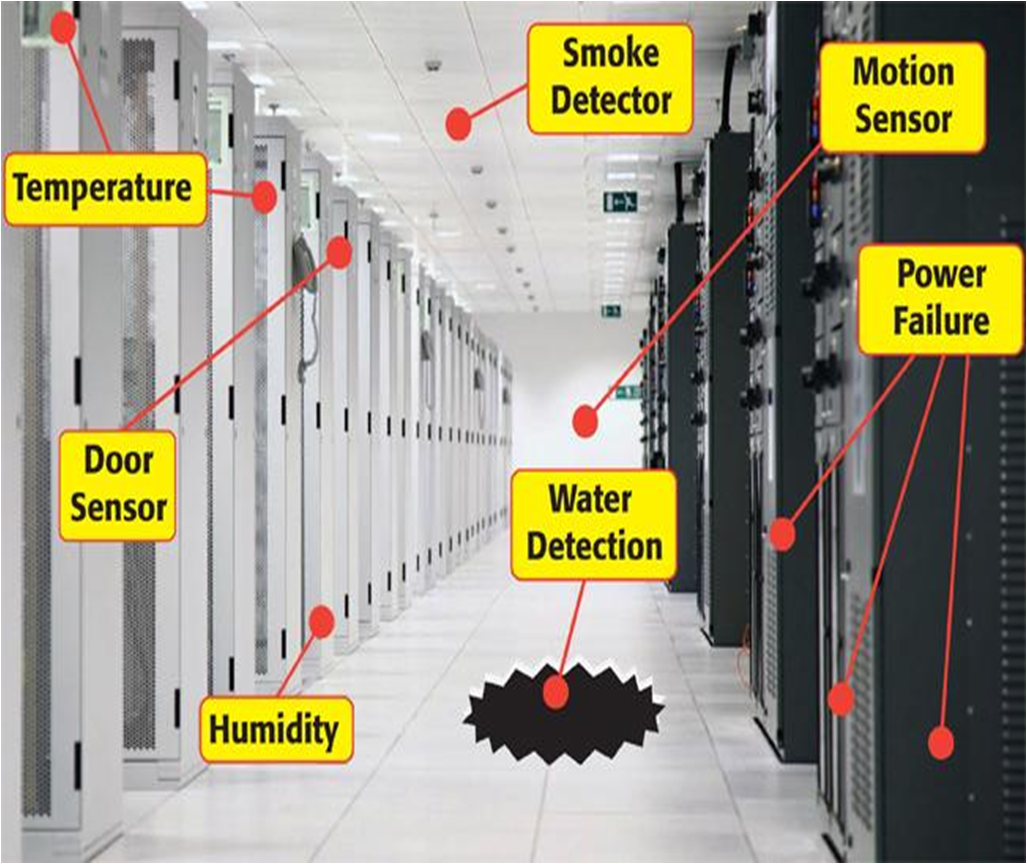 Smoke
Detector
Motion
Sensor
Temperature
Power
Failure
Door
Sensor
Water
Detection
Humidity